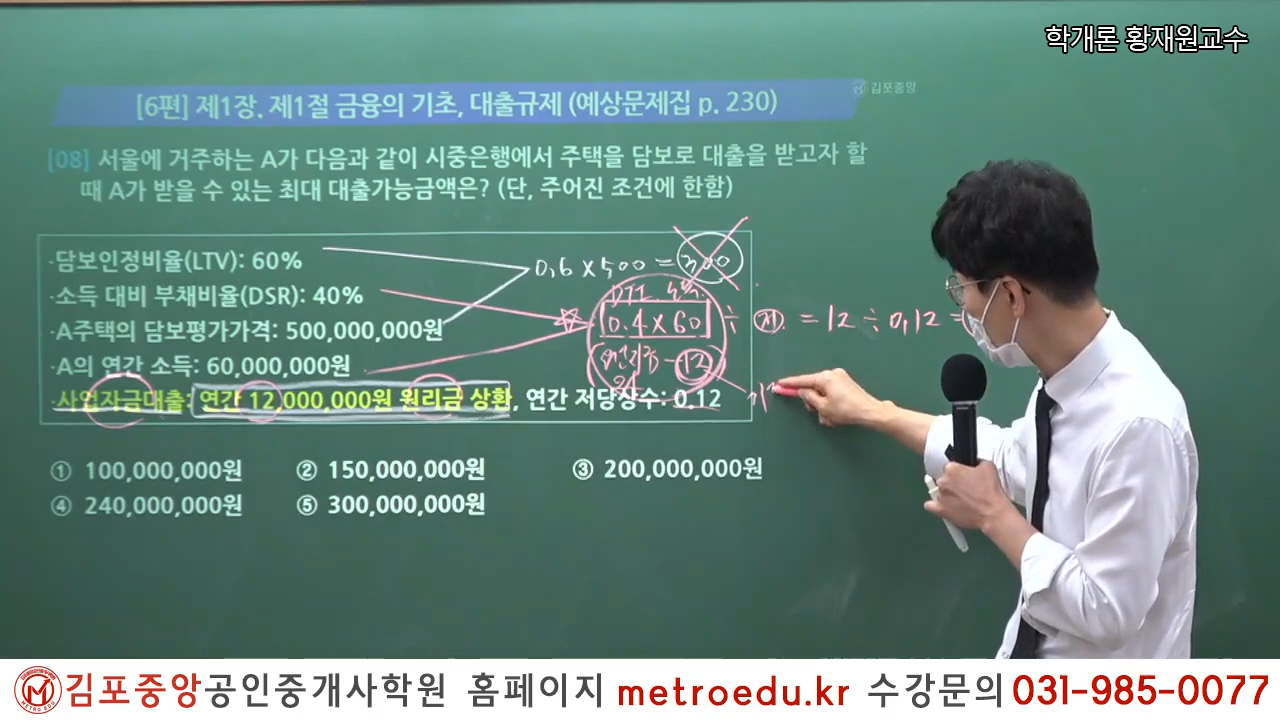 학개론 황재원교수
[6편] 제1장. 제1절 금융의 기초, 대출규제 (예상문제집 p. 230)
김포중앙
[08] 서울에 거주하는 A가 다음과 같이 시중은행에서 주택을 담보로 대출을 받고자 할
때 A가 받을 수 있는 최대 대출가능금액은? (단, 주어진 조건에 한함)
·담보인정비율(LTV): 60%
0,6 × 500 = 300
·소득 대비 부채비율(DSR): 40%
·A주택의 담보평가가격: 500,000,000원
0.4 × 60 ÷ 저. = 12 ÷ 0,12 =
·A의 연간 소득: 60,000,000원
- 12
·사업자금대출: 연간 12,000,000원 원리금 상환, 연간 저당상수: 0.12
① 100,000,000원 ② 150,000,000원 ③ 200,000,000원
④ 240,000,000원 ⑤ 300,000,000원
김포중앙공인중개사학원 홈페이지 metroedu.kr 수강문의 031-985-0077
METRO EDU